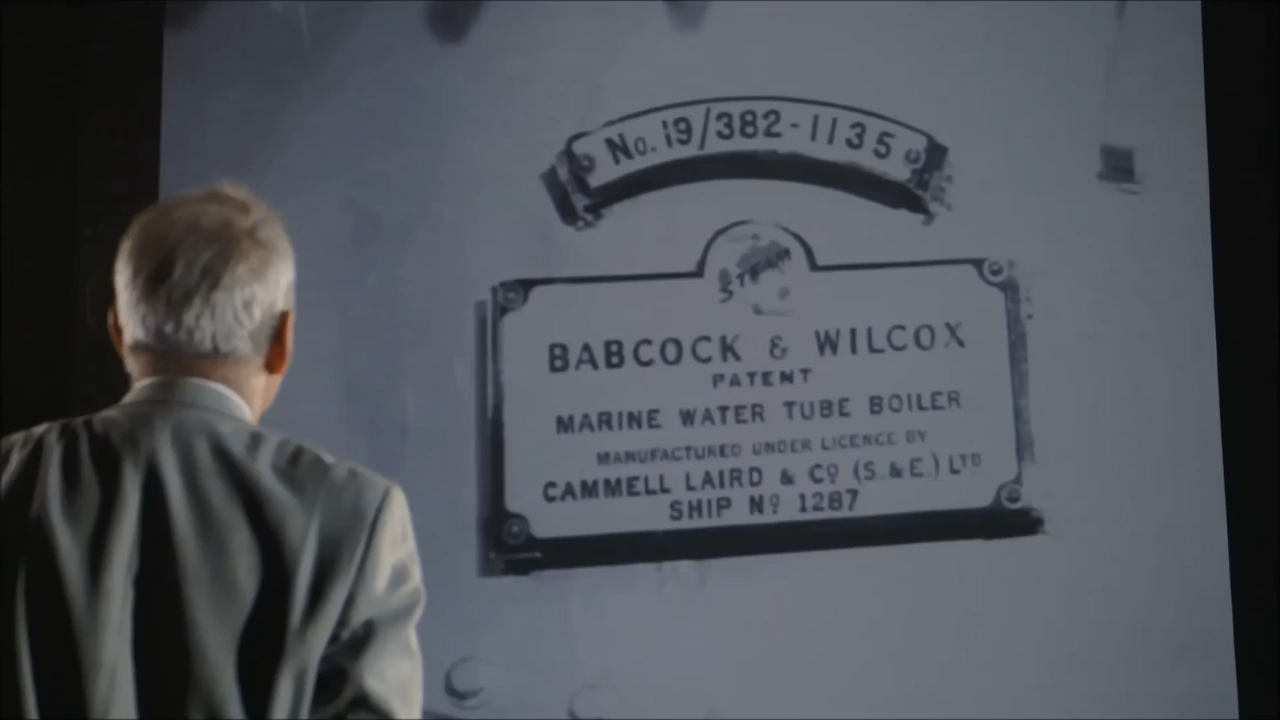 No. 19/382-1135
STEAM
BABCOCK & WILCOX
PATENT
MARINE WATER TUBE BOILER
MANUFACTURED UNDER LICENCE BY
CAMMELL LAIRD & Co (S.& E.) LTD
SHIP No 1287